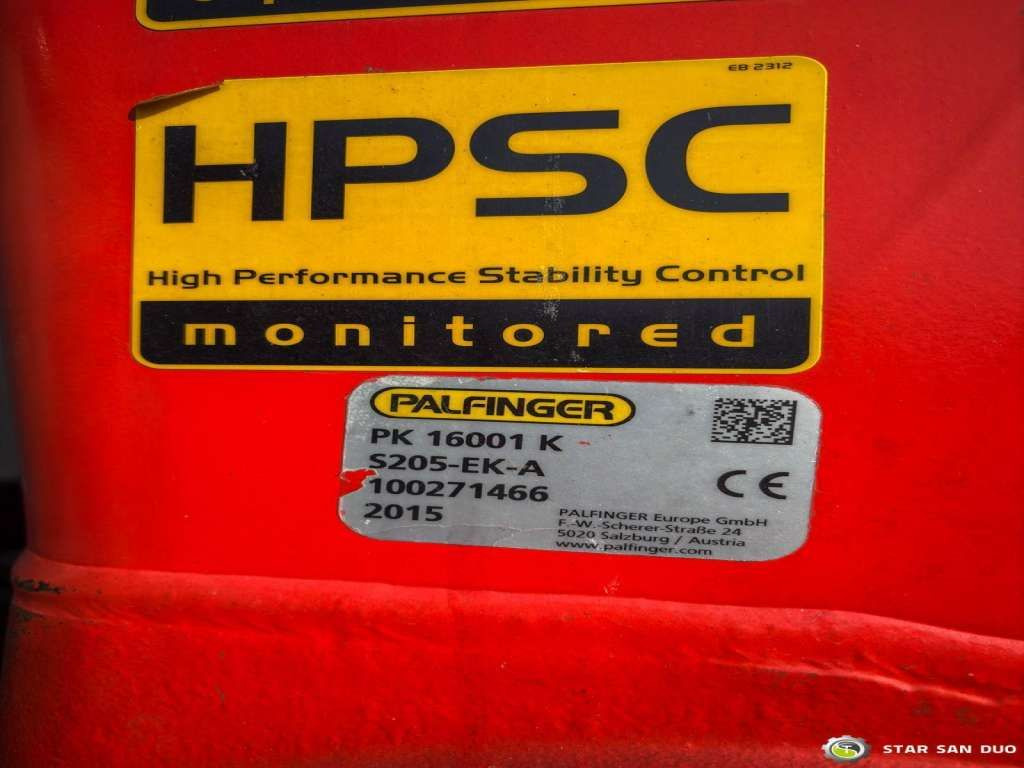 EB 2312
HPSC
High Performance Stability Control
monitored
PALFINGER
PK 16001 K
S205-EK-A
100271466
2015
CE
PALFINGER Europe GmbH
F.-W.-Scherer-Straße 24
5020 Salzburg / Austria
www.palfinger.com
STAR SAN DUO